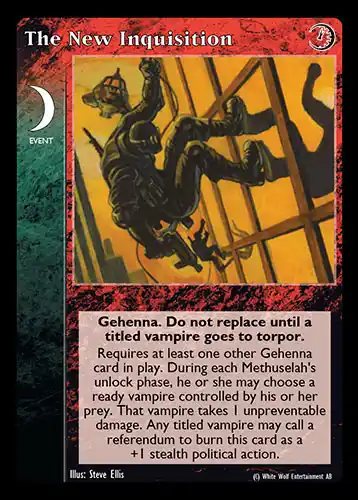 The New Inquisition
EVENT
Gehenna. Do not replace until a
titled vampire goes to torpor.
Requires at least one other Gehenna
card in play. During each Methuselah's
unlock phase, he or she may choose a
ready vampire controlled by his or her
prey. That vampire takes 1 unpreventable
damage. Any titled vampire may call a
referendum to burn this card as a
+1 stealth political action.
Illus: Steve Ellis
(C) White Wolf Entertainment AB